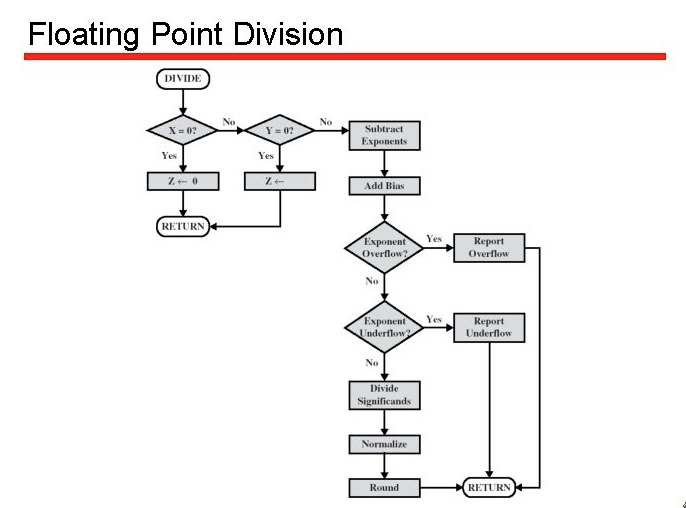 Floating Point Division
DIVIDE
X = 0?
No
Y = 0?
No
Subtract
Exponents
Yes
Yes
Z ← 0
Z ←
Add Bias
RETURN
Exponent
Overflow?
Yes
Report
Overflow
No
Exponent
Underflow?
Yes
Report
Underflow
No
Divide
Significands
Normalize
Round
RETURN